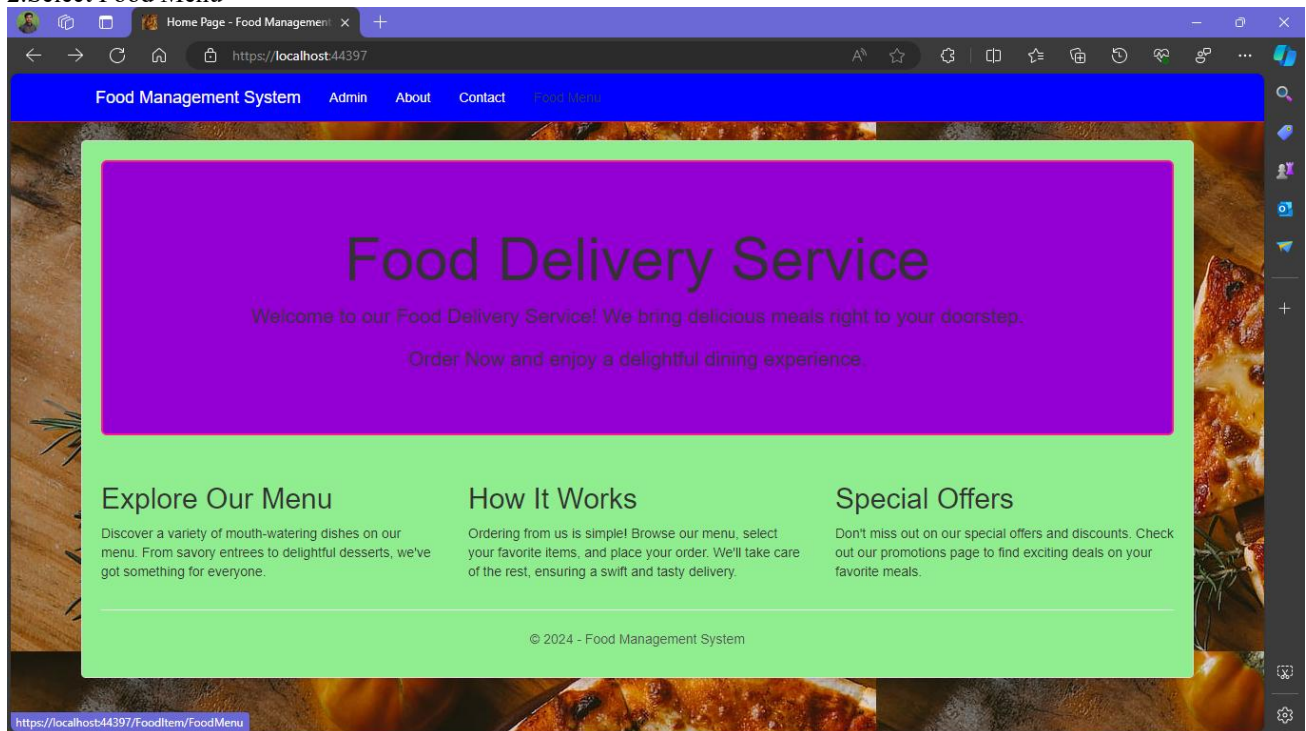 2.Select Food Menu
Home Page - Food Management
https://localhost:44397
Food Management System Admin About Contact Food Menu
Food Delivery Service
Welcome to our Food Delivery Service! We bring delicious meals right to your doorstep.
Order Now and enjoy a delightful dining experience.
Explore Our Menu
Discover a variety of mouth-watering dishes on our
menu. From savory entrees to delightful desserts, we've
got something for everyone.
How It Works
Ordering from us is simple! Browse our menu, select
your favorite items, and place your order. We'll take care
of the rest, ensuring a swift and tasty delivery.
Special Offers
Don't miss out on our special offers and discounts. Check
out our promotions page to find exciting deals on your
favorite meals.
© 2024 - Food Management System
https://localhost:44397/FoodItem/FoodMenu